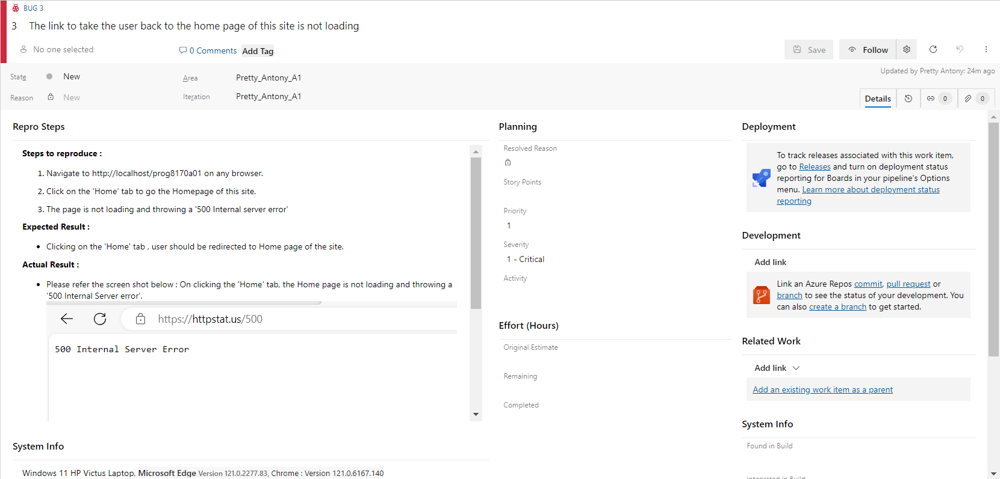 BUG 3
3 The link to take the user back to the home page of this site is not loading
No one selected
0 Comments
Add Tag
Save
Follow
State
New
Area
Pretty_Antony_A1
Updated by Pretty Antony: 24m ago
Reason
New
Iteration
Pretty_Antony_A1
Details
0
0
Repro Steps
Steps to reproduce :
1. Navigate to http://localhost/prog8170a01 on any browser.
2. Click on the 'Home' tab to go the Homepage of this site.
3. The page is not loading and throwing a '500 Internal server error'
Expected Result :
• Clicking on the 'Home' tab , user should be redirected to Home page of the site.
Actual Result :
• Please refer the screen shot below : On clicking the 'Home' tab, the Home page is not loading and throwing a
'500 Internal Server error'.
https://httpstat.us/500
500 Internal Server Error
System Info
Windows 11 HP Victus Laptop, Microsoft Edge Version 121.0.2277.83, Chrome : Version 121.0.6167.140
Planning
Resolved Reason
Story Points
Priority
1
Severity
1 - Critical
Activity
Effort (Hours)
Original Estimate
Remaining
Completed
Deployment
To track releases associated with this work item,
go to Releases and turn on deployment status
reporting for Boards in your pipeline's Options
menu. Learn more about deployment status
reporting
Development
Add link
Link an Azure Repos commit, pull request or
branch to see the status of your development. You
can also create a branch to get started.
Related Work
Add link
Add an existing work item as a parent
System Info
Found in Build
Integrated in Build